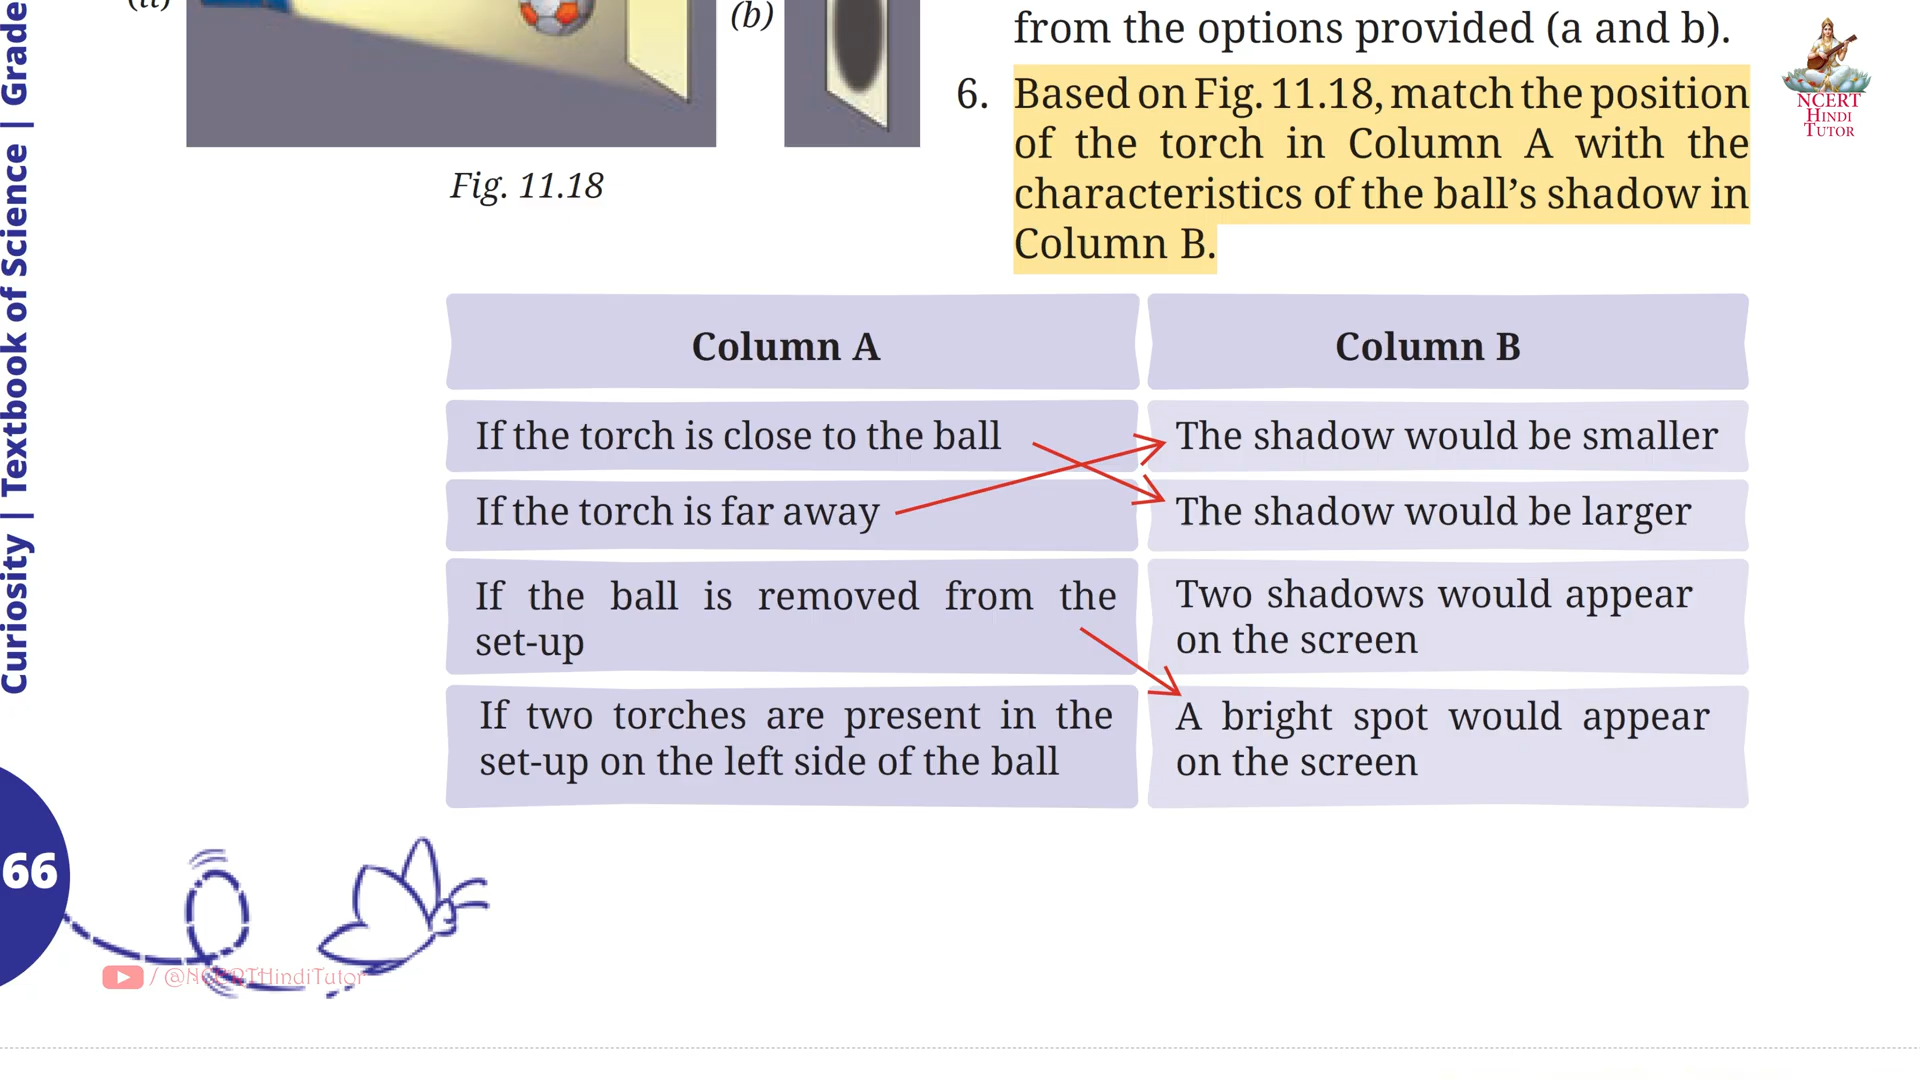 Curiosity | Textbook of Science | Grade
(b)
from the options provided (a and b).
Fig. 11.18
6. Based on Fig. 11.18, match the position
of the torch in Column A with the
characteristics of the ball’s shadow in
Column B.
NCERT
HINDI
TUTOR
Column A
Column B
If the torch is close to the ball
The shadow would be smaller
If the torch is far away
The shadow would be larger
If the ball is removed from the
set-up
Two shadows would appear
on the screen
If two torches are present in the
set-up on the left side of the ball
A bright spot would appear
on the screen
66
/ @NCERTHindiTutor